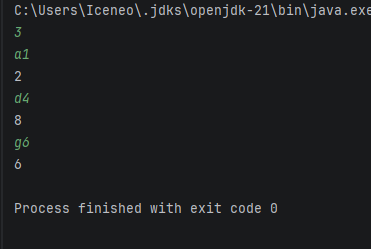 C:\Users\Iceneo\.jdks\openjdk-21\bin\java.exe
3
a1
2
d4
8
g6
6
Process finished with exit code 0